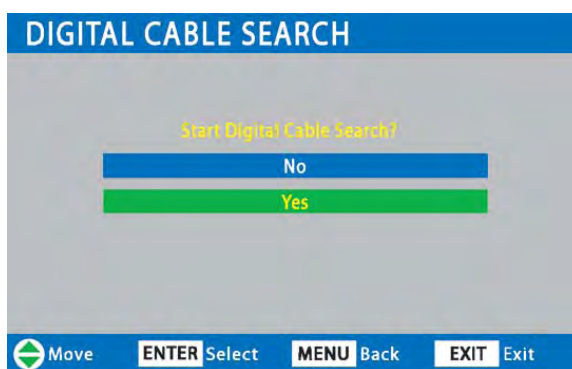 DIGITAL CABLE SEARCH
Start Digital Cable Search?
No
Yes
Move ENTER Select MENU Back EXIT Exit